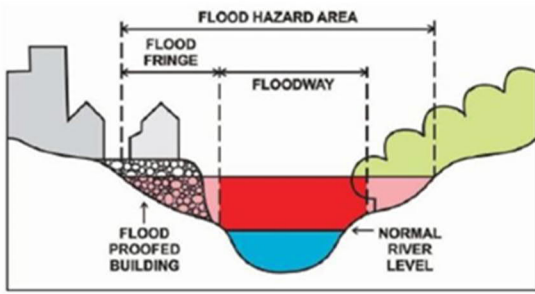 FLOOD HAZARD AREA
FLOOD
FRINGE
FLOODWAY
FLOOD
PROOFED
BUILDING
NORMAL
RIVER
LEVEL